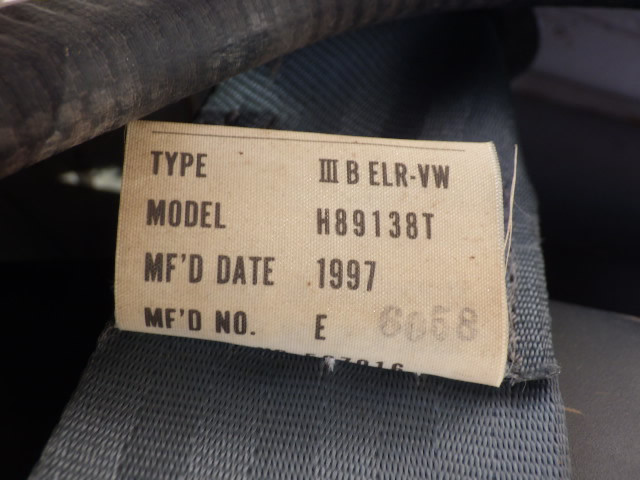 TYPE III B ELR-VW
MODEL H89138T
MF'D DATE 1997
MF'D NO. E 6058